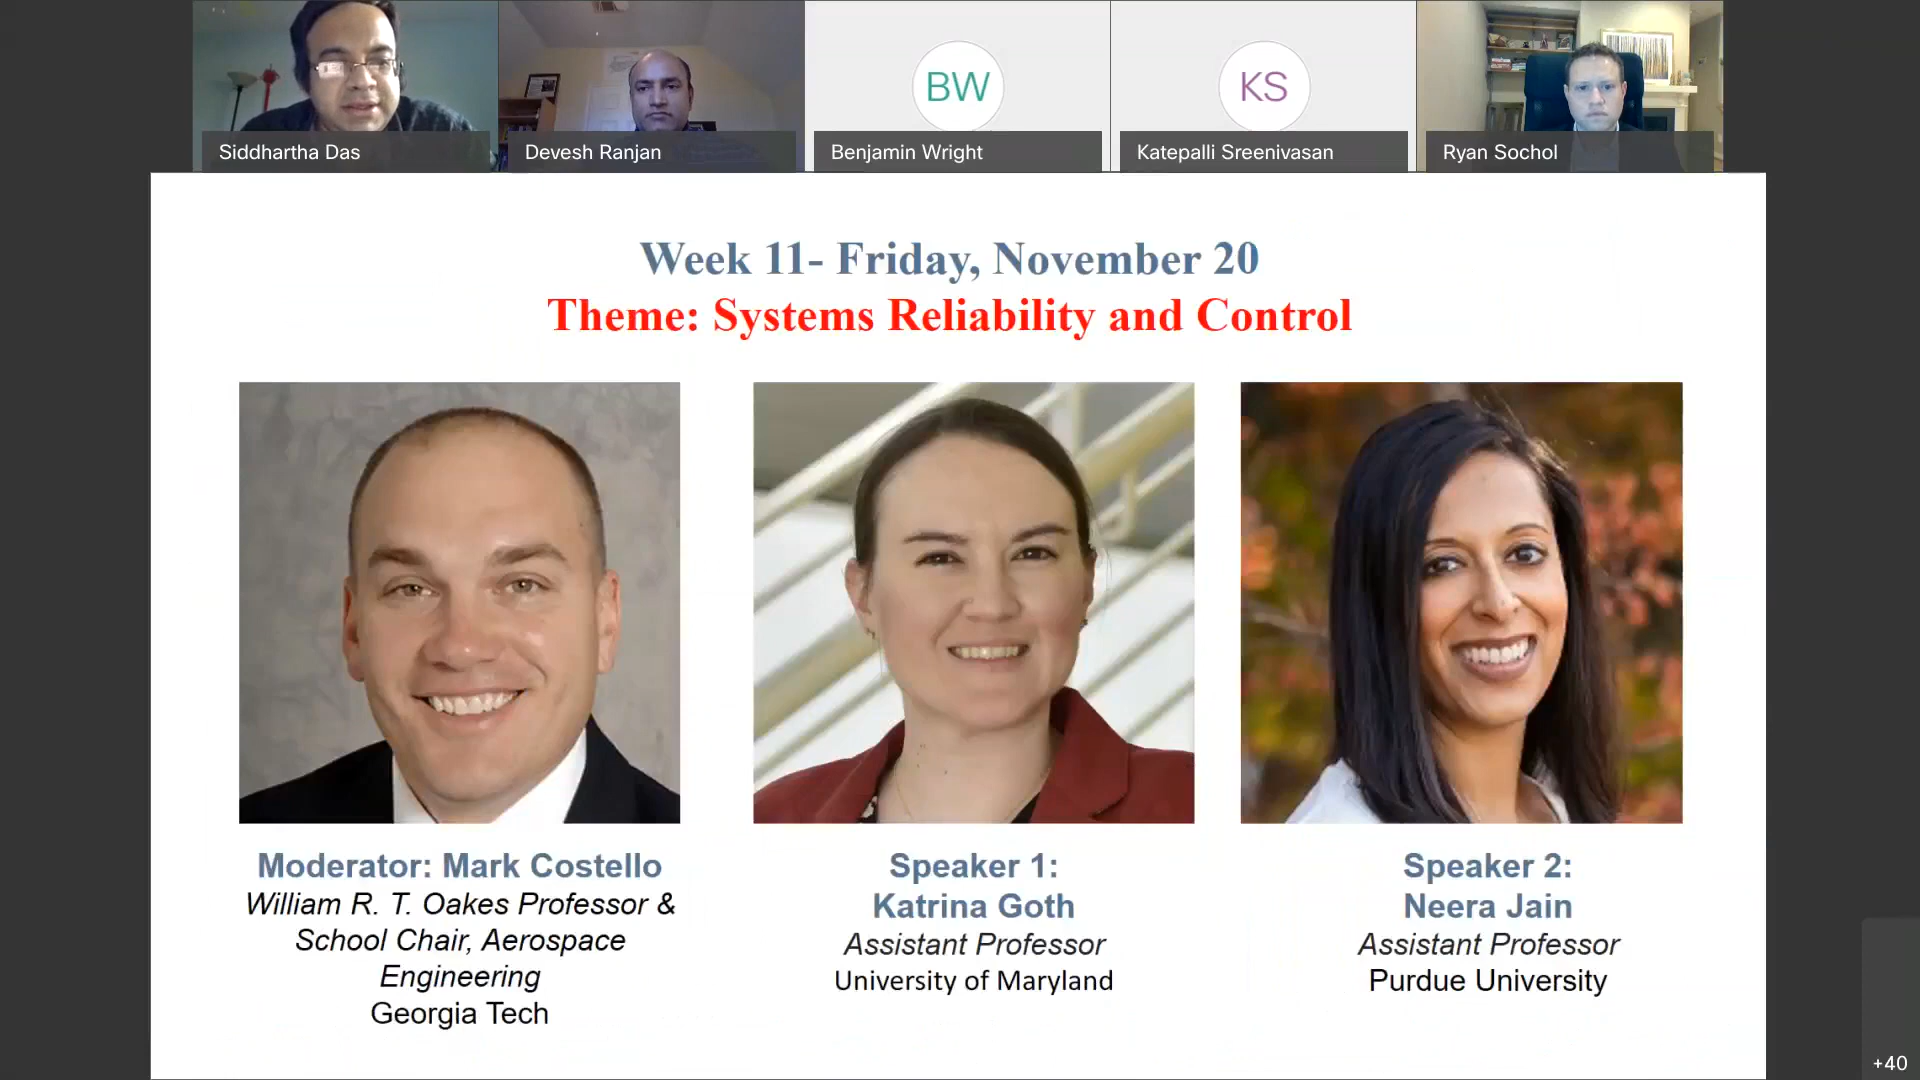 BW
KS
Siddhartha Das
Devesh Ranjan
Benjamin Wright
Katepalli Sreenivasan
Ryan Sochol
Week 11- Friday, November 20
Theme: Systems Reliability and Control
Moderator: Mark Costello
William R. T. Oakes Professor &
School Chair, Aerospace
Engineering
Georgia Tech
Speaker 1:
Katrina Goth
Assistant Professor
University of Maryland
Speaker 2:
Neera Jain
Assistant Professor
Purdue University
+40